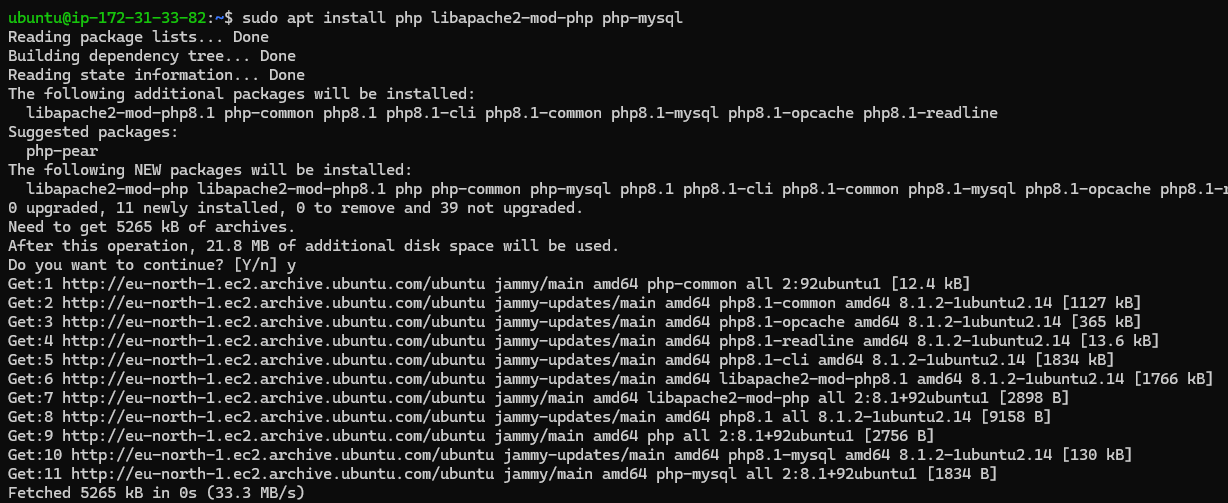 ubuntu@ip-172-31-33-82:~$ sudo apt install php libapache2-mod-php php-mysql
Reading package lists... Done
Building dependency tree... Done
Reading state information... Done
The following additional packages will be installed:
  libapache2-mod-php8.1 php-common php8.1 php8.1-cli php8.1-common php8.1-mysql php8.1-opcache php8.1-readline
Suggested packages:
  php-pear
The following NEW packages will be installed:
  libapache2-mod-php libapache2-mod-php8.1 php php-common php-mysql php8.1 php8.1-cli php8.1-common php8.1-mysql php8.1-opcache php8.1-r
0 upgraded, 11 newly installed, 0 to remove and 39 not upgraded.
Need to get 5265 kB of archives.
After this operation, 21.8 MB of additional disk space will be used.
Do you want to continue? [Y/n] y
Get:1 http://eu-north-1.ec2.archive.ubuntu.com/ubuntu jammy/main amd64 php-common all 2:92ubuntu1 [12.4 kB]
Get:2 http://eu-north-1.ec2.archive.ubuntu.com/ubuntu jammy-updates/main amd64 php8.1-common amd64 8.1.2-1ubuntu2.14 [1127 kB]
Get:3 http://eu-north-1.ec2.archive.ubuntu.com/ubuntu jammy-updates/main amd64 php8.1-opcache amd64 8.1.2-1ubuntu2.14 [365 kB]
Get:4 http://eu-north-1.ec2.archive.ubuntu.com/ubuntu jammy-updates/main amd64 php8.1-readline amd64 8.1.2-1ubuntu2.14 [13.6 kB]
Get:5 http://eu-north-1.ec2.archive.ubuntu.com/ubuntu jammy-updates/main amd64 php8.1-cli amd64 8.1.2-1ubuntu2.14 [1834 kB]
Get:6 http://eu-north-1.ec2.archive.ubuntu.com/ubuntu jammy-updates/main amd64 libapache2-mod-php8.1 amd64 8.1.2-1ubuntu2.14 [1766 kB]
Get:7 http://eu-north-1.ec2.archive.ubuntu.com/ubuntu jammy/main amd64 libapache2-mod-php all 2:8.1+92ubuntu1 [2898 B]
Get:8 http://eu-north-1.ec2.archive.ubuntu.com/ubuntu jammy-updates/main amd64 php8.1 all 8.1.2-1ubuntu2.14 [9158 B]
Get:9 http://eu-north-1.ec2.archive.ubuntu.com/ubuntu jammy/main amd64 php all 2:8.1+92ubuntu1 [2756 B]
Get:10 http://eu-north-1.ec2.archive.ubuntu.com/ubuntu jammy-updates/main amd64 php8.1-mysql amd64 8.1.2-1ubuntu2.14 [130 kB]
Get:11 http://eu-north-1.ec2.archive.ubuntu.com/ubuntu jammy/main amd64 php-mysql all 2:8.1+92ubuntu1 [1834 B]
Fetched 5265 kB in 0s (33.3 MB/s)